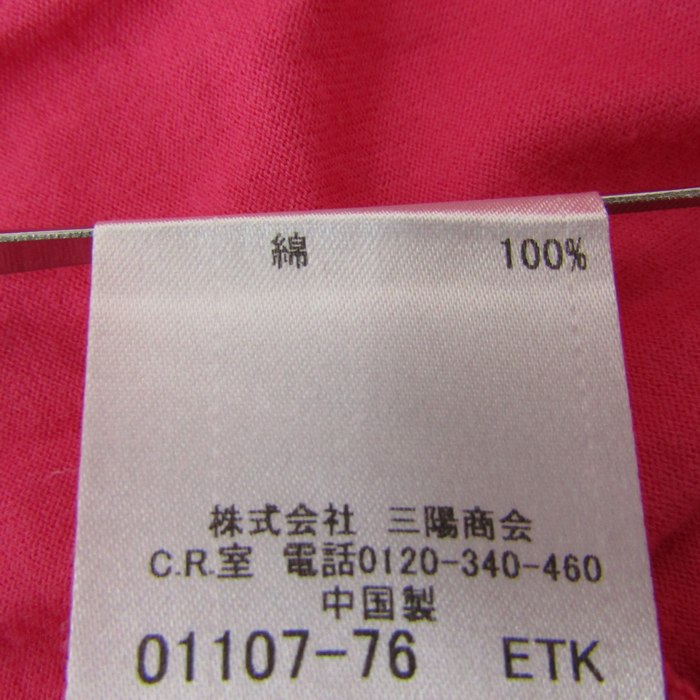 綿 100%
株式会社 三陽商会
C.R.室 電話0120-340-460
中国製
01107-76 ETK